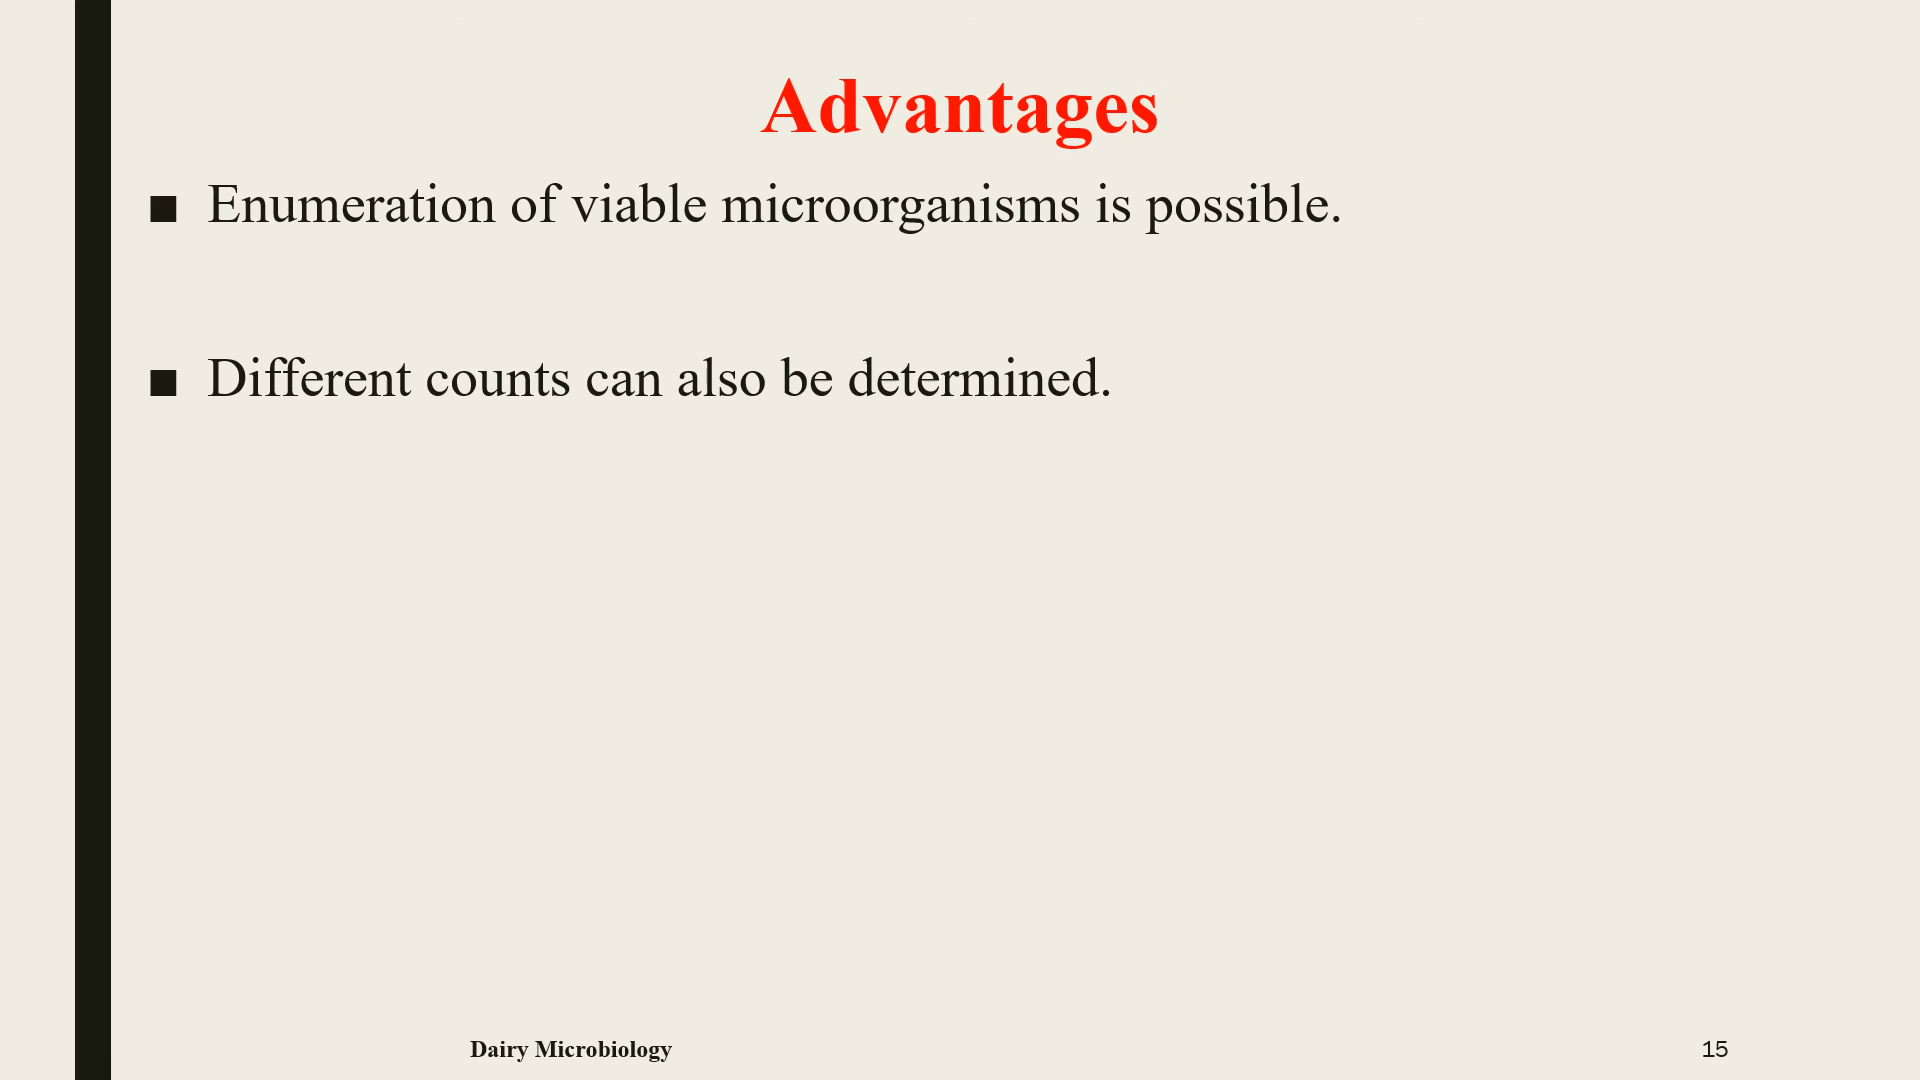 Advantages
■ Enumeration of viable microorganisms is possible.
■ Different counts can also be determined.
Dairy Microbiology
15